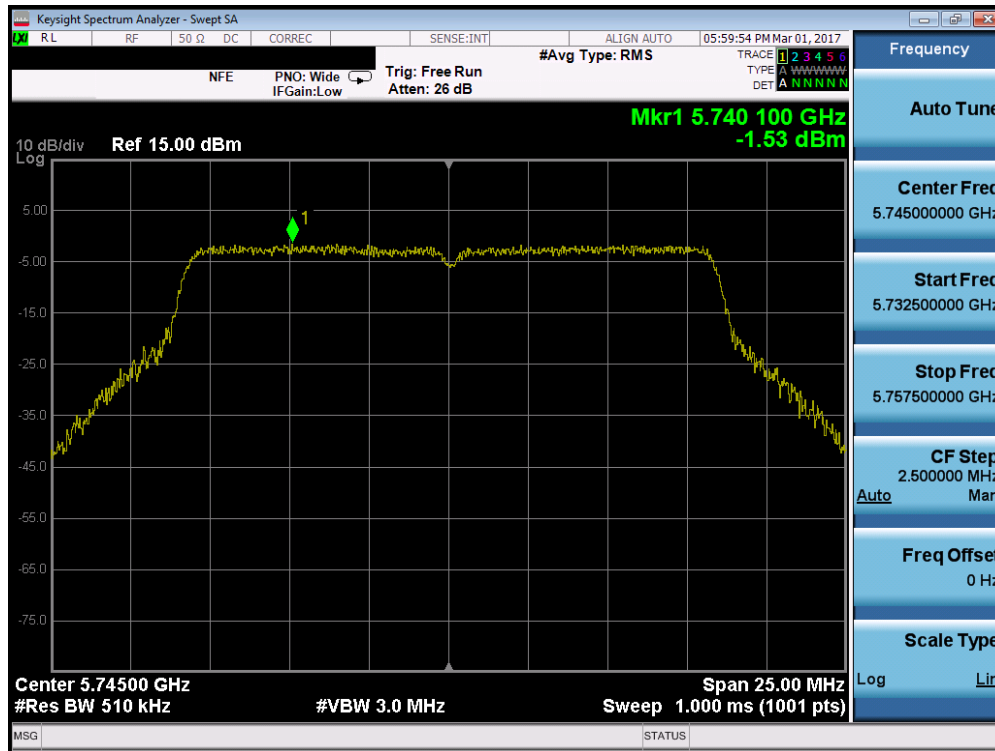 Keysight Spectrum Analyzer - Swept SA
LXI RL RF 50 Ω DC CORREC SENSE:INT ALIGN AUTO 05:59:54 PM Mar 01, 2017
Frequency
#Avg Type: RMS TRACE 1 2 3 4 5 6
NFE PNO: Wide Trig: Free Run TYPE A WWWWW
IFGain:Low Atten: 26 dB DET A N N N N N
Auto Tune
Mkr1 5.740 100 GHz
10 dB/div Ref 15.00 dBm -1.53 dBm
Log
Center Freq
5.745000000 GHz
5.00
1
-5.00
Start Freq
5.732500000 GHz
-15.0
-25.0
Stop Freq
5.757500000 GHz
-35.0
-45.0
CF Step
2.500000 MHz
Auto Man
-55.0
Freq Offset
0 Hz
-65.0
-75.0
Scale Type
Log Lin
Center 5.74500 GHz Span 25.00 MHz
#Res BW 510 kHz #VBW 3.0 MHz Sweep 1.000 ms (1001 pts)
MSG STATUS